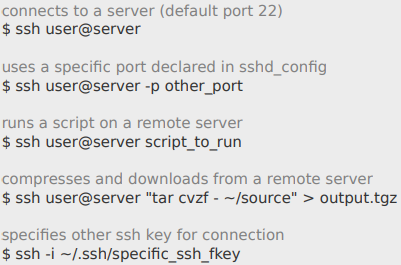 connects to a server (default port 22)
$ ssh user@server
uses a specific port declared in sshd_config
$ ssh user@server -p other_port
runs a script on a remote server
$ ssh user@server script_to_run
compresses and downloads from a remote server
$ ssh user@server "tar cvzf - ~/source" > output.tgz
specifies other ssh key for connection
$ ssh -i ~/.ssh/specific_ssh_fkey